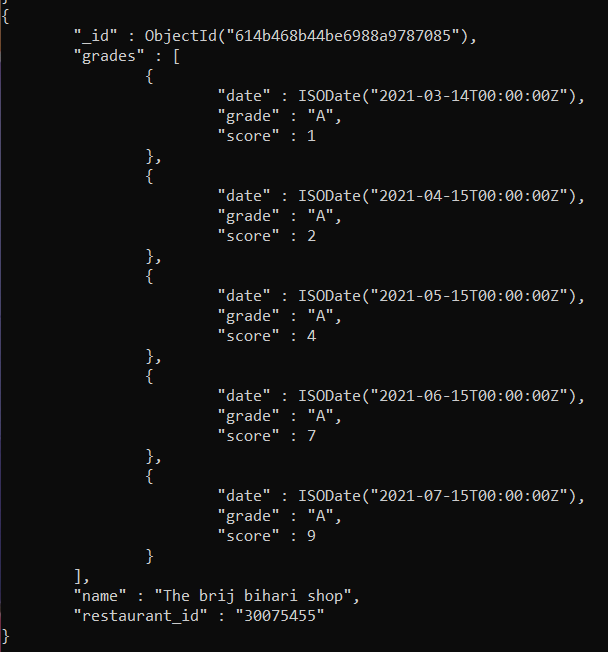 }
{
"_id" : ObjectId("614b468b44be6988a9787085"),
"grades" : [
{
"date" : ISODate("2021-03-14T00:00:00Z"),
"grade" : "A",
"score" : 1
},
{
"date" : ISODate("2021-04-15T00:00:00Z"),
"grade" : "A",
"score" : 2
},
{
"date" : ISODate("2021-05-15T00:00:00Z"),
"grade" : "A",
"score" : 4
},
{
"date" : ISODate("2021-06-15T00:00:00Z"),
"grade" : "A",
"score" : 7
},
{
"date" : ISODate("2021-07-15T00:00:00Z"),
"grade" : "A",
"score" : 9
}
],
"name" : "The brij bihari shop",
"restaurant_id" : "30075455"
}